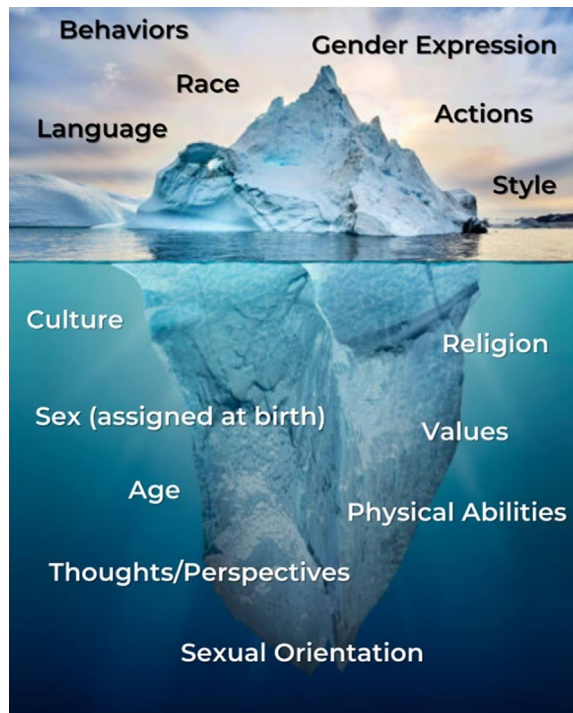 Behaviors
Gender Expression
Race
Actions
Language
Style
Culture
Religion
Sex (assigned at birth)
Values
Age
Physical Abilities
Thoughts/Perspectives
Sexual Orientation